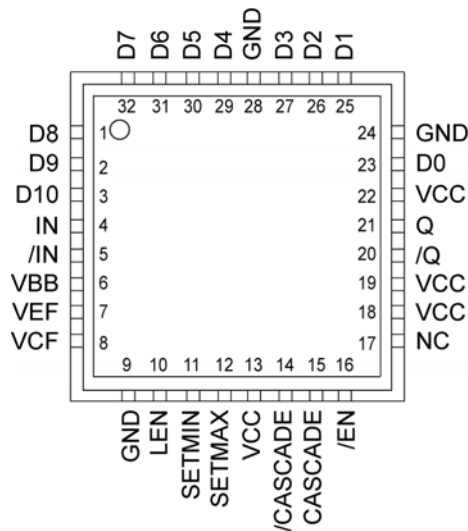 D7 D6 D5 D4 GND D3 D2 D1
32 31 30 29 28 27 26 25
D8 1 24 GND
D9 2 23 D0
D10 3 22 VCC
IN 4 21 Q
/IN 5 20 /Q
VBB 6 19 VCC
VEF 7 18 VCC
VCF 8 17 NC
9 10 11 12 13 14 15 16
GND LEN SETMIN SETMAX VCC /CASCADE CASCADE /EN